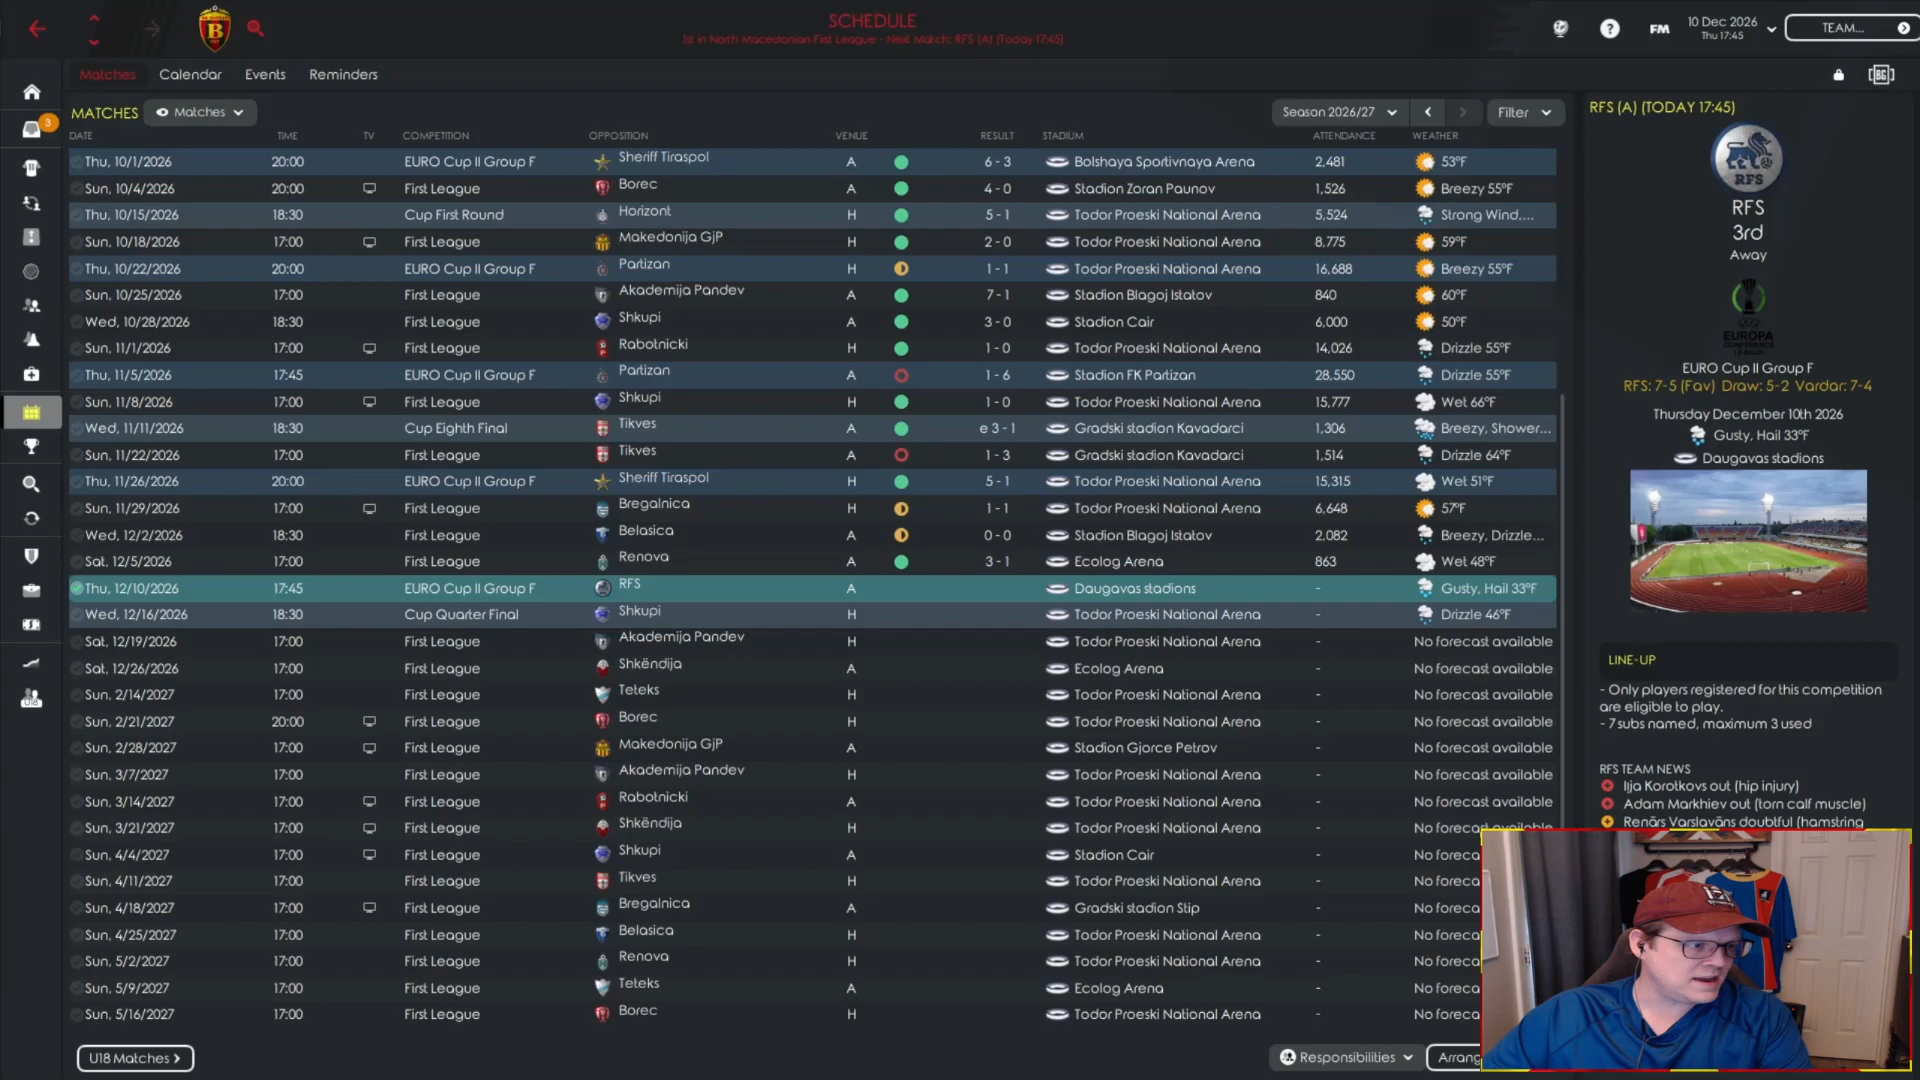 SCHEDULE
1st in North Macedonian First League - Next Match: RFS (A) (Today 17:45)
FM
10 Dec 2026
Thu 17:45
TEAM...
Matches Calendar Events Reminders
3
MATCHES Matches
Season 2026/27
Filter
DATE TIME TV COMPETITION OPPOSITION VENUE RESULT STADIUM ATTENDANCE WEATHER
Thu, 10/1/2026 20:00 EURO Cup II Group F Sheriff Tiraspol A 6 - 3 Bolshaya Sportivnaya Arena 2,481 53°F
Sun, 10/4/2026 20:00 First League Borec A 4 - 0 Stadion Zoran Paunov 1,526 Breezy 55°F
Thu, 10/15/2026 18:30 Cup First Round Horizont H 5 - 1 Todor Proeski National Arena 5,524 Strong Wind,...
Sun, 10/18/2026 17:00 First League Makedonija GjP H 2 - 0 Todor Proeski National Arena 8,775 59°F
Thu, 10/22/2026 20:00 EURO Cup II Group F Partizan H 1 - 1 Todor Proeski National Arena 16,688 Breezy 55°F
Sun, 10/25/2026 17:00 First League Akademija Pandev A 7 - 1 Stadion Blagoj Istatov 840 60°F
Wed, 10/28/2026 18:30 First League Shkupi A 3 - 0 Stadion Cair 6,000 50°F
Sun, 11/1/2026 17:00 First League Rabotnicki H 1 - 0 Todor Proeski National Arena 14,026 Drizzle 55°F
Thu, 11/5/2026 17:45 EURO Cup II Group F Partizan A 1 - 6 Stadion FK Partizan 28,550 Drizzle 55°F
Sun, 11/8/2026 17:00 First League Shkupi H 1 - 0 Todor Proeski National Arena 15,777 Wet 66°F
Wed, 11/11/2026 18:30 Cup Eighth Final Tikves A e 3 - 1 Gradski stadion Kavadarci 1,306 Breezy, Shower...
Sun, 11/22/2026 17:00 First League Tikves A 1 - 3 Gradski stadion Kavadarci 1,514 Drizzle 64°F
Thu, 11/26/2026 20:00 EURO Cup II Group F Sheriff Tiraspol H 5 - 1 Todor Proeski National Arena 15,315 Wet 51°F
Sun, 11/29/2026 17:00 First League Bregalnica H 1 - 1 Todor Proeski National Arena 6,648 57°F
Wed, 12/2/2026 18:30 First League Belasica A 0 - 0 Stadion Blagoj Istatov 2,082 Breezy, Drizzle...
Sat, 12/5/2026 17:00 First League Renova A 3 - 1 Ecolog Arena 863 Wet 48°F
Thu, 12/10/2026 17:45 EURO Cup II Group F RFS A Daugavas stadions - Gusty, Hail 33°F
Wed, 12/16/2026 18:30 Cup Quarter Final Shkupi H Todor Proeski National Arena - Drizzle 46°F
Sat, 12/19/2026 17:00 First League Akademija Pandev H Todor Proeski National Arena - No forecast available
Sat, 12/26/2026 17:00 First League Shkëndija A Ecolog Arena - No forecast available
Sun, 2/14/2027 17:00 First League Teteks H Todor Proeski National Arena - No forecast available
Sun, 2/21/2027 20:00 First League Borec H Todor Proeski National Arena - No forecast available
Sun, 2/28/2027 17:00 First League Makedonija GjP A Stadion Gjorce Petrov - No forecast available
Sun, 3/7/2027 17:00 First League Akademija Pandev H Todor Proeski National Arena - No forecast available
Sun, 3/14/2027 17:00 First League Rabotnicki A Todor Proeski National Arena - No forecast available
Sun, 3/21/2027 17:00 First League Shkëndija H Todor Proeski National Arena - No forecast available
Sun, 4/4/2027 17:00 First League Shkupi A Stadion Cair - No foreca
Sun, 4/11/2027 17:00 First League Tikves H Todor Proeski National Arena - No foreca
Sun, 4/18/2027 17:00 First League Bregalnica A Gradski stadion Stip - No foreca
Sun, 4/25/2027 17:00 First League Belasica H Todor Proeski National Arena - No foreca
Sun, 5/2/2027 17:00 First League Renova H Todor Proeski National Arena - No foreca
Sun, 5/9/2027 17:00 First League Teteks A Ecolog Arena - No foreca
Sun, 5/16/2027 17:00 First League Borec H Todor Proeski National Arena - No foreca
U18 Matches
Responsibilities
Arrang
U18
RFS (A) (TODAY 17:45)
RFS
RFS
3rd
Away
EUROPA
CONFERENCE
LEAGUE
EURO Cup II Group F
RFS: 7-5 (Fav) Draw: 5-2 Vardar: 7-4
Thursday December 10th 2026
Gusty, Hail 33°F
Daugavas stadions
LINE-UP
- Only players registered for this competition
are eligible to play.
- 7 subs named, maximum 3 used
RFS TEAM NEWS
Iļja Korotkovs out (hip injury)
Adam Markhiev out (torn calf muscle)
Renārs Varslavāns doubtful (hamstring